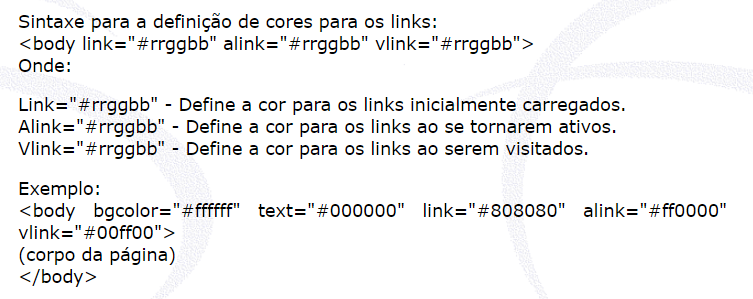 Sintaxe para a definição de cores para os links:
<body link="#rrggbb" alink="#rrggbb" vlink="#rrggbb">
Onde:
Link="#rrggbb" - Define a cor para os links inicialmente carregados.
Alink="#rrggbb" - Define a cor para os links ao se tornarem ativos.
Vlink="#rrggbb" - Define a cor para os links ao serem visitados.
Exemplo:
<body bgcolor="#ffffff" text="#000000" link="#808080" alink="#ff0000"
vlink="#00ff00">
(corpo da página)
</body>